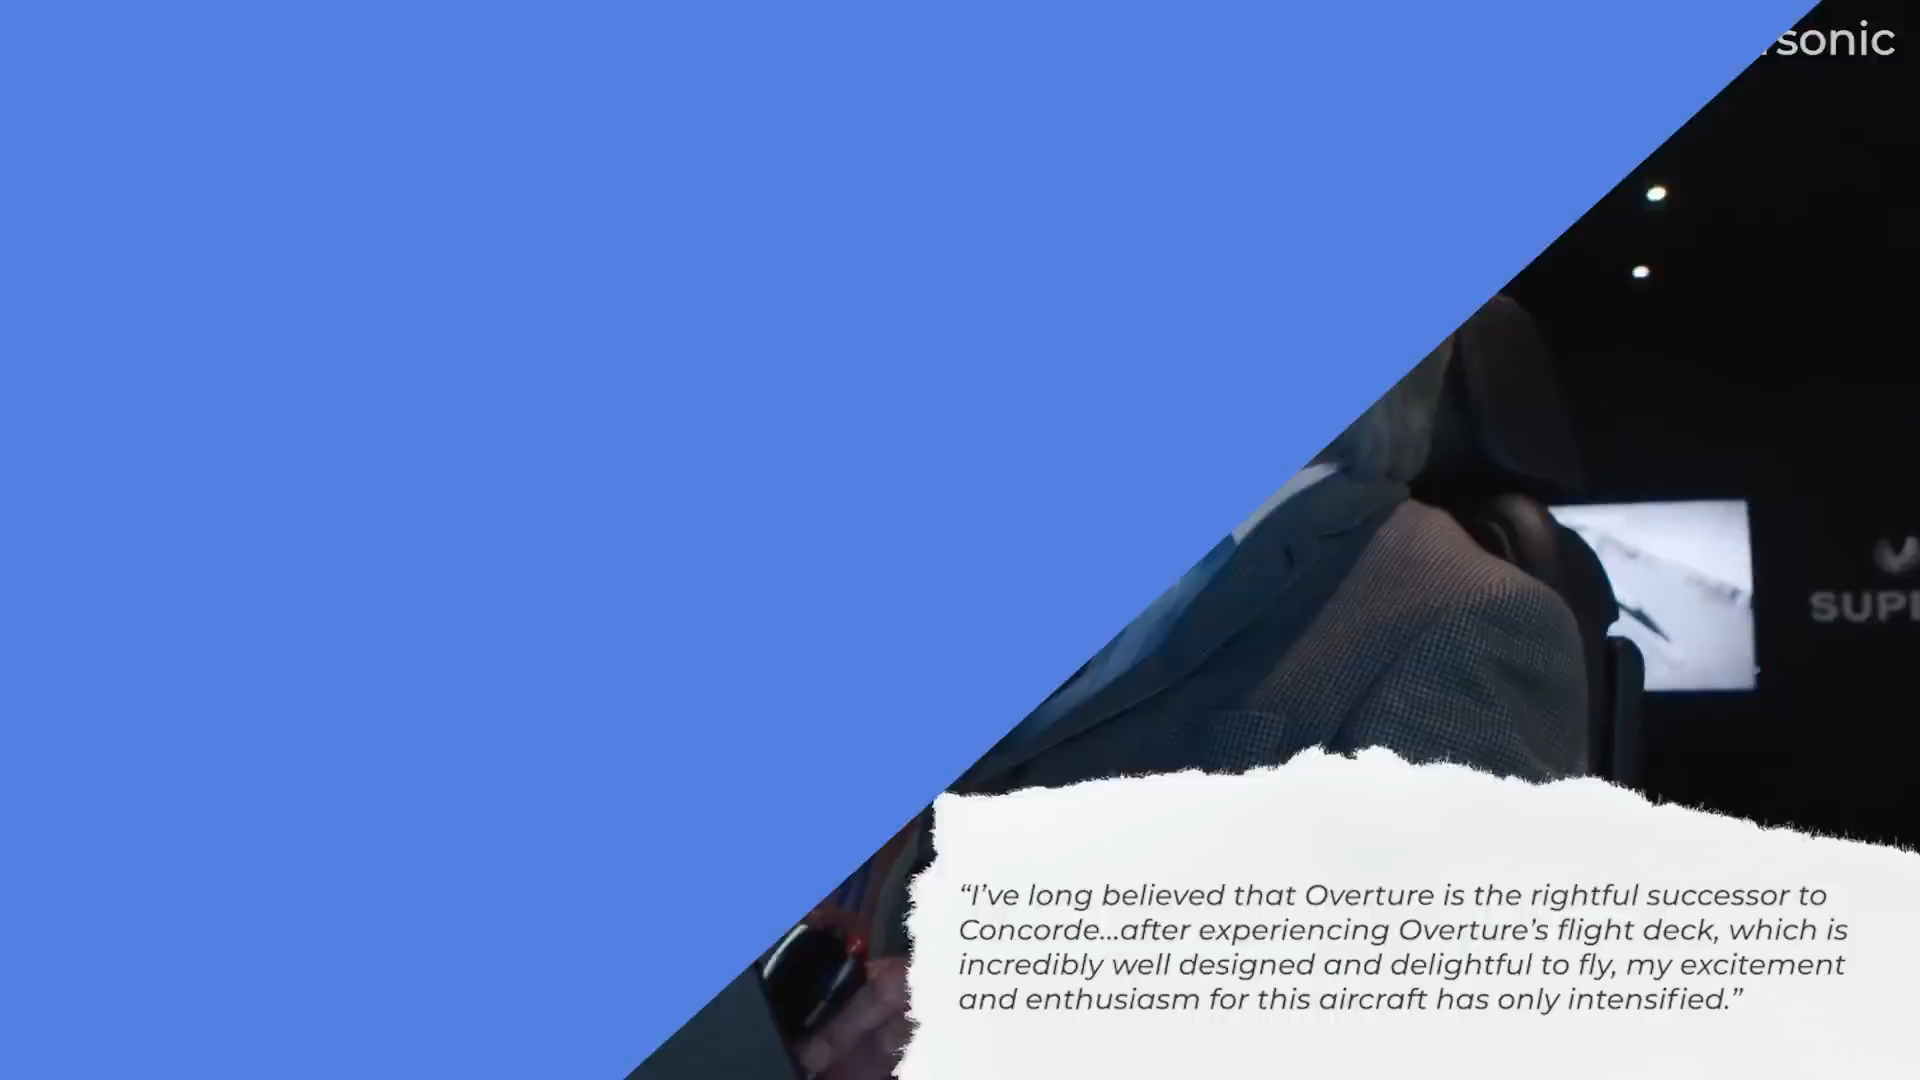 sonic
“I’ve long believed that Overture is the rightful successor to
Concorde...after experiencing Overture’s flight deck, which is
incredibly well designed and delightful to fly, my excitement
and enthusiasm for this aircraft has only intensified.”